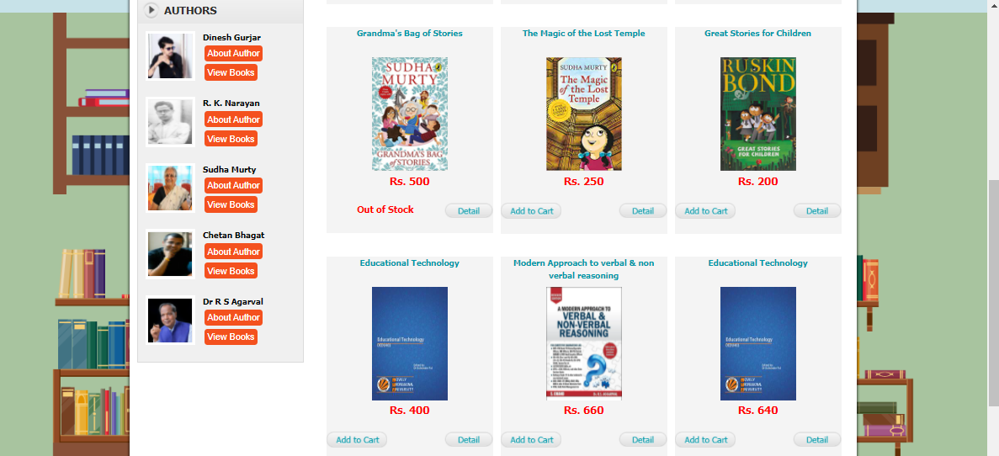 AUTHORS
Dinesh Gurjar
About Author
View Books
R. K. Narayan
About Author
View Books
Sudha Murty
About Author
View Books
Chetan Bhagat
About Author
View Books
Dr R S Agarval
About Author
View Books
Grandma's Bag of Stories
SUDHA
MURTY
GRANDMA'S BAG
of STORIES
Rs. 500
Out of Stock
Detail
The Magic of the Lost Temple
SUDHA MURTY
The Magic
of the Lost
Temple
Rs. 250
Add to Cart
Detail
Great Stories for Children
RUSKIN
BOND
GREAT STORIES
FOR CHILDREN
Rs. 200
Add to Cart
Detail
Educational Technology
Educational Technology
Rs. 400
Add to Cart
Detail
Modern Approach to verbal & non
verbal reasoning
A MODERN APPROACH TO
VERBAL &
NON-VERBAL
REASONING
Rs. 660
Add to Cart
Detail
Educational Technology
Educational Technology
Rs. 640
Add to Cart
Detail